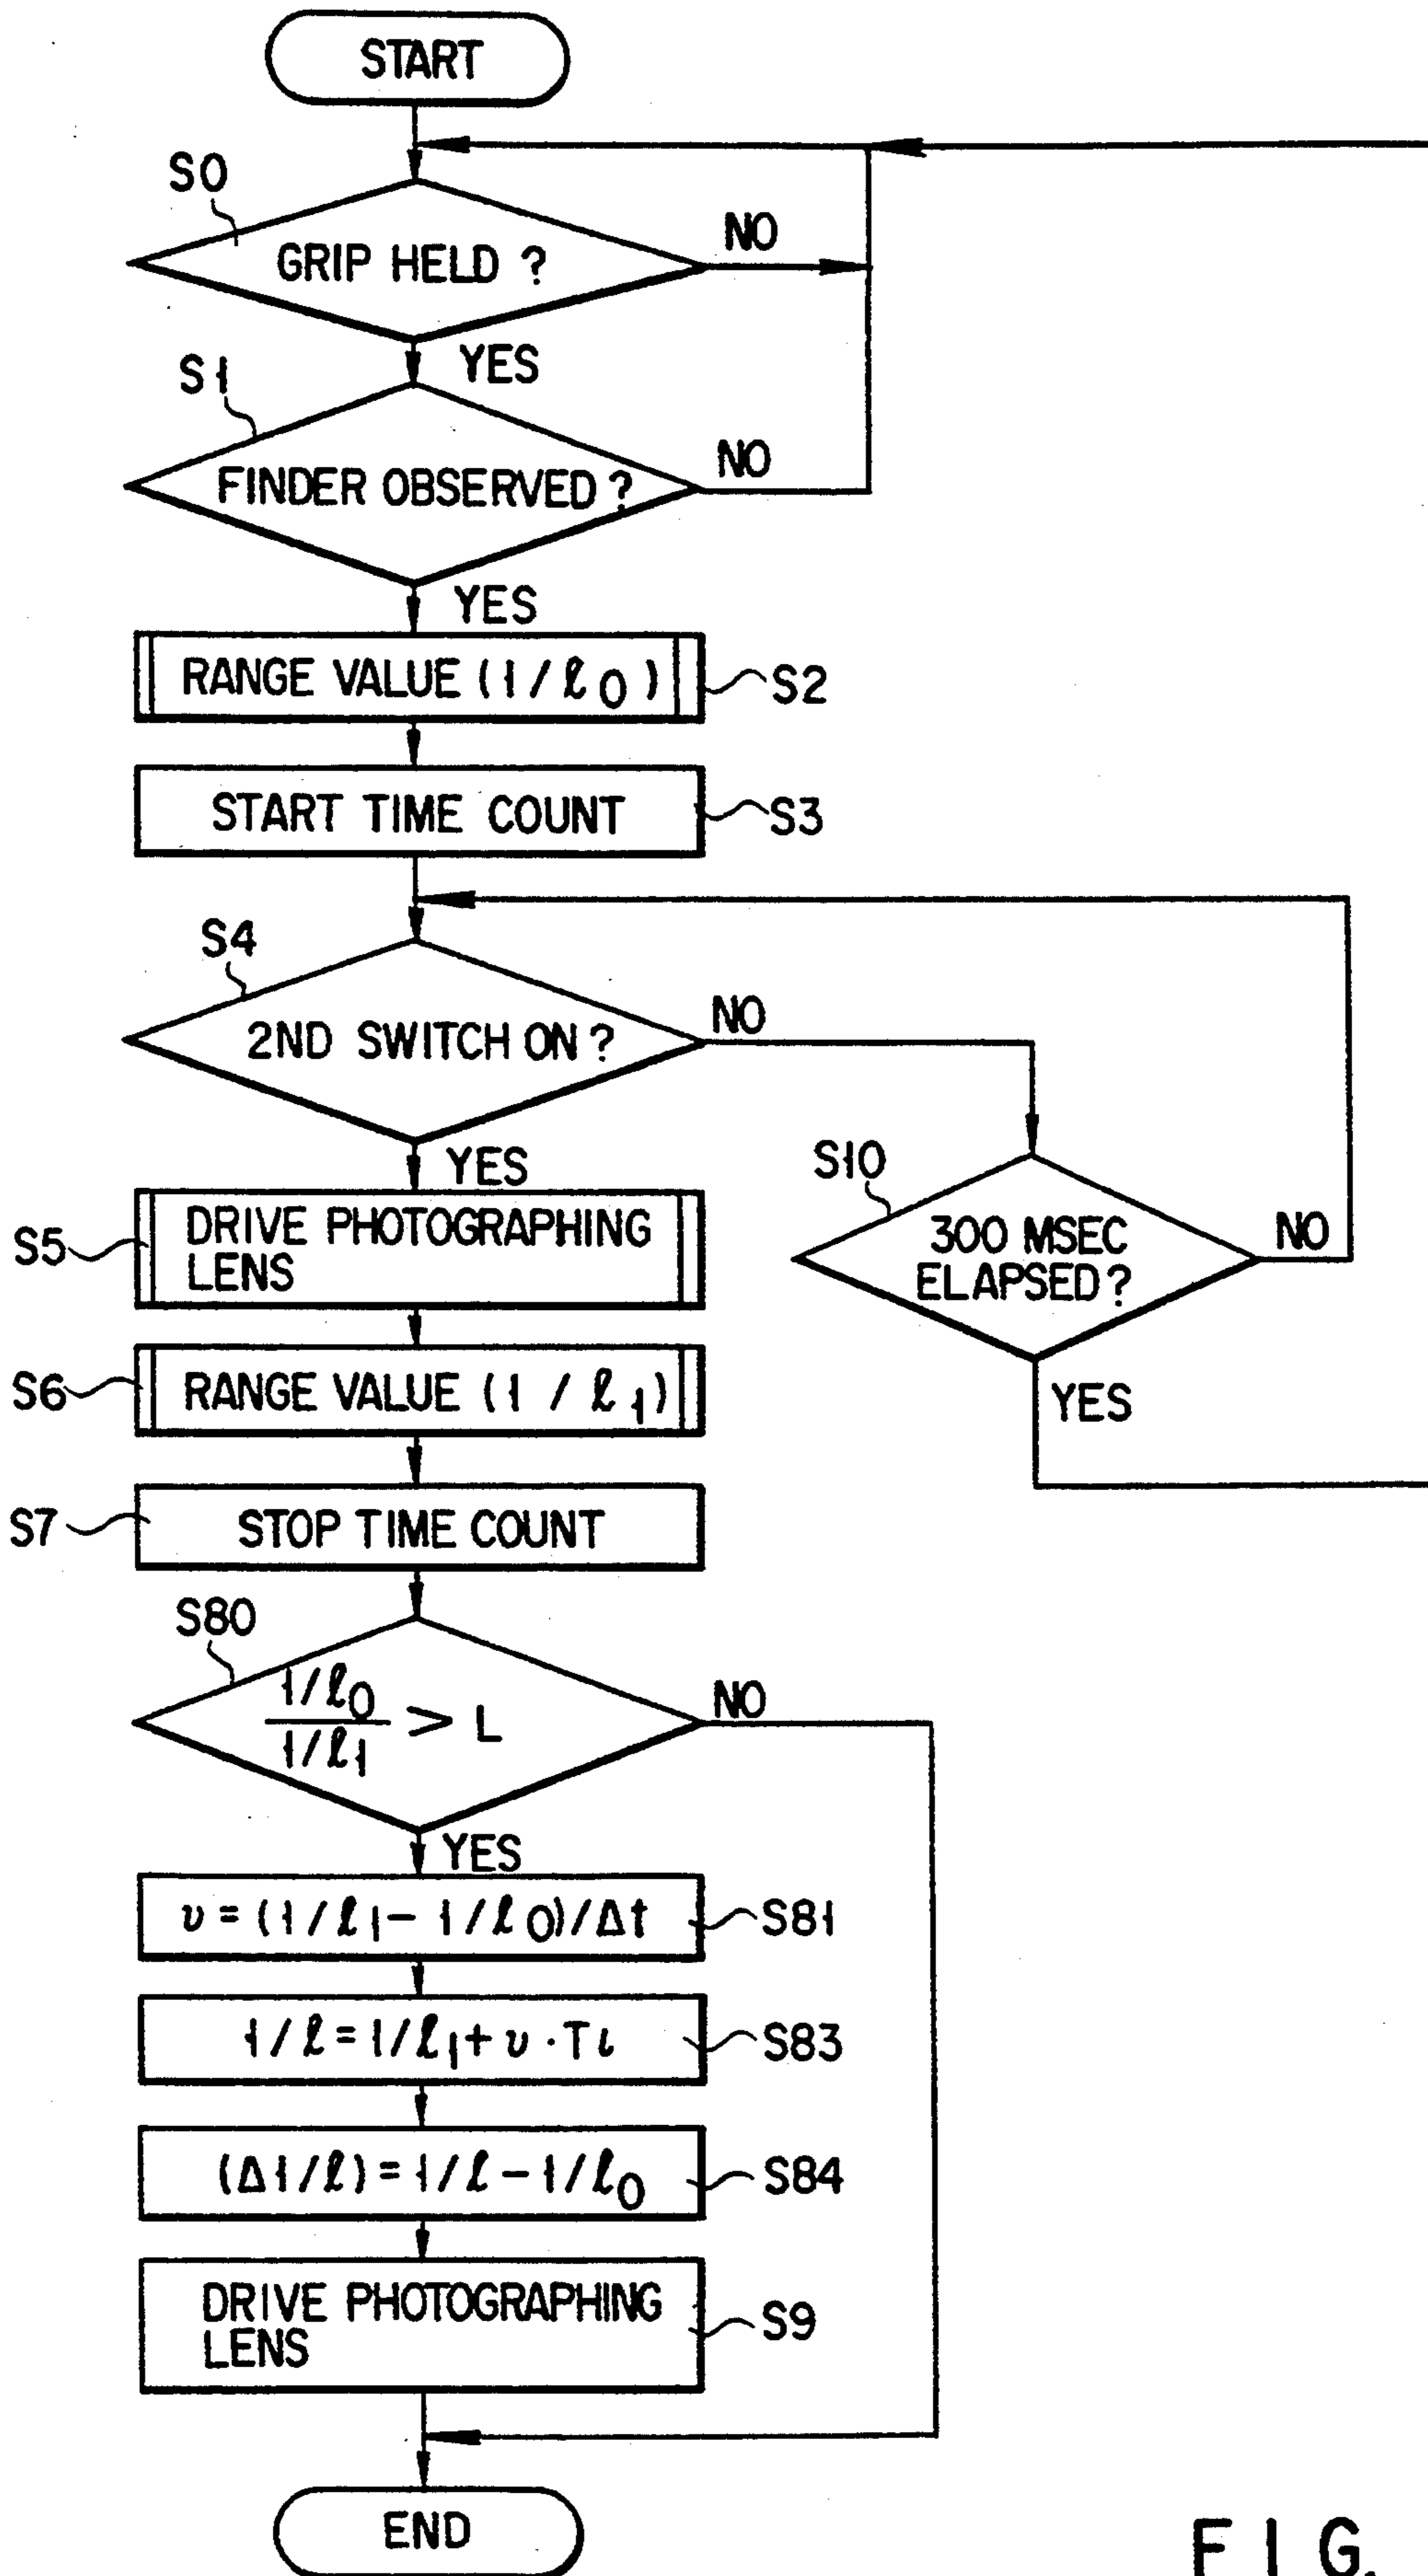 START
S0
GRIP HELD ?
NO
YES
S1
FINDER OBSERVED ?
NO
YES
RANGE VALUE (1/ℓ0)
S2
START TIME COUNT
S3
S4
2ND SWITCH ON ?
NO
YES
S10
300 MSEC
ELAPSED ?
NO
YES
S5
DRIVE PHOTOGRAPHING
LENS
S6
RANGE VALUE (1 / ℓ1)
S7
STOP TIME COUNT
S80
1/ℓ0
1/ℓ1
> L
NO
YES
υ = (1/ℓ1 - 1/ℓ0)/Δt
S81
1/ℓ = 1/ℓ1 + υ · Tι
S83
(Δ1/ℓ) = 1/ℓ - 1/ℓ0
S84
DRIVE PHOTOGRAPHING
LENS
S9
END
FIG.